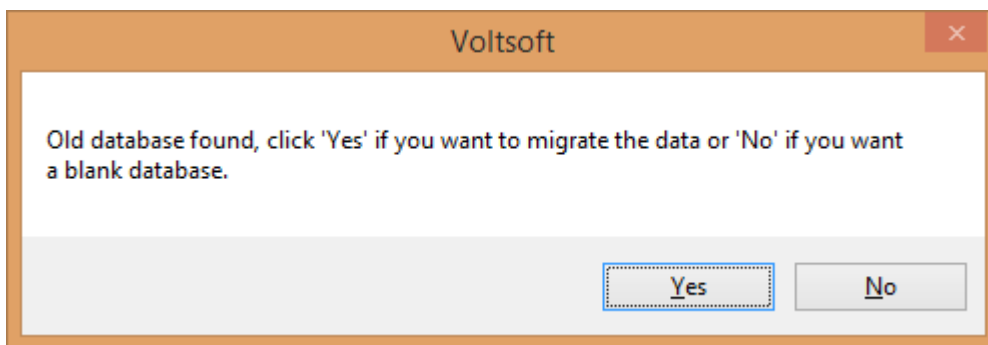 Voltsoft
Old database found, click 'Yes' if you want to migrate the data or 'No' if you want
a blank database.
Yes
No